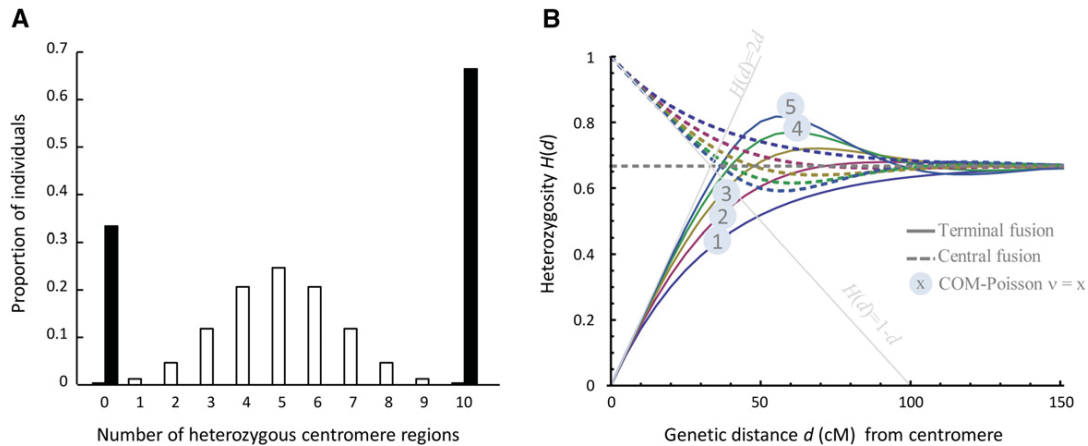 A
Proportion of individuals
0.7
0.6
0.5
0.4
0.3
0.2
0.1
0
0 1 2 3 4 5 6 7 8 9 10
Number of heterozygous centromere regions
B
Heterozygosity H(d)
1
0.8
0.6
0.4
0.2
0
H(d)=2d
5
4
3
2
1
Terminal fusion
Central fusion
x COM-Poisson ν = x
H(d)=1-d
0 50 100 150
Genetic distance d (cM) from centromere